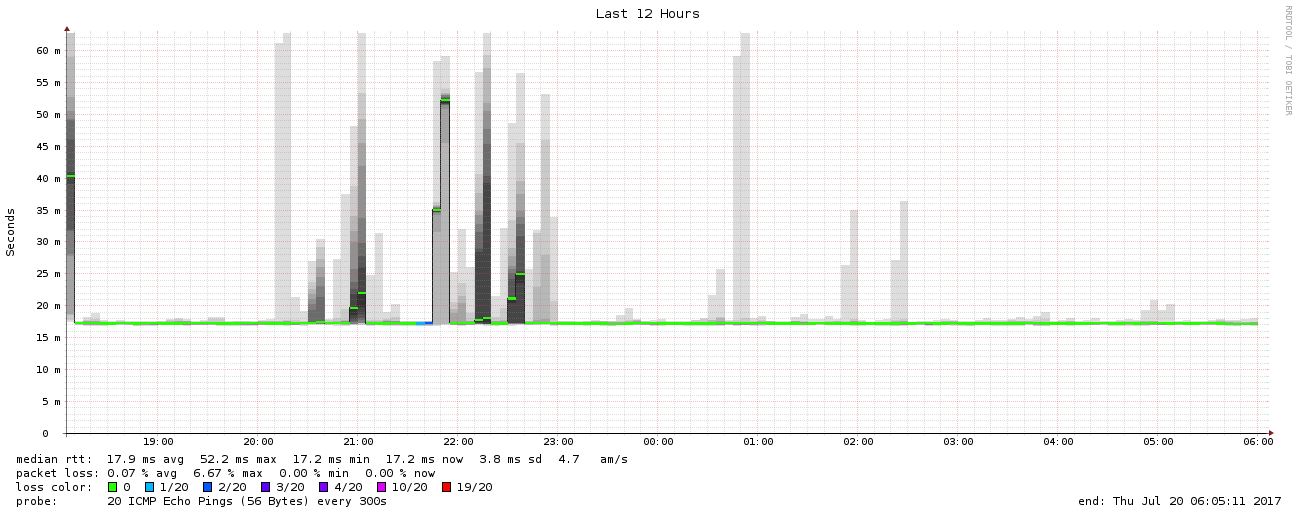 Last 12 Hours
RRDTOOL / TOBI OETIKER
Seconds
60 m
55 m
50 m
45 m
40 m
35 m
30 m
25 m
20 m
15 m
10 m
5 m
0
19:00 20:00 21:00 22:00 23:00 00:00 01:00 02:00 03:00 04:00 05:00 06:00
median rtt: 17.9 ms avg 52.2 ms max 17.2 ms min 17.2 ms now 3.8 ms sd 4.7 am/s
packet loss: 0.07 % avg 6.67 % max 0.00 % min 0.00 % now
loss color: 0 1/20 2/20 3/20 4/20 10/20 19/20
probe: 20 ICMP Echo Pings (56 Bytes) every 300s end: Thu Jul 20 06:05:11 2017